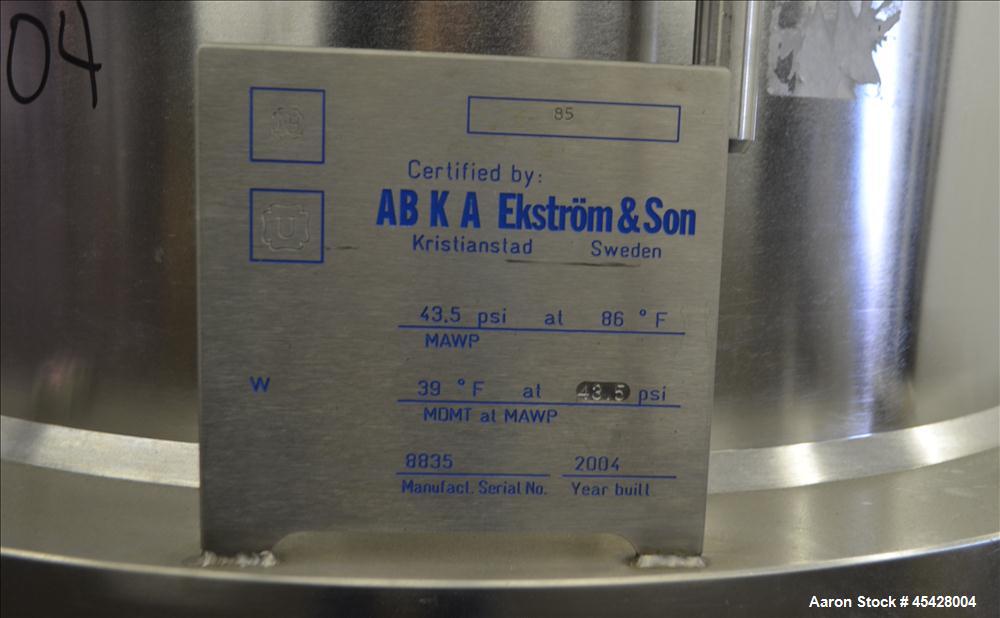 04
85
Certified by:
AB K A Ekström & Son
Kristianstad Sweden
U
43.5 psi at 86 °F
MAWP
W
39 °F at 43.5 psi
MDMT at MAWP
8835 2004
Manufact. Serial No. Year built
Aaron Stock # 45428004